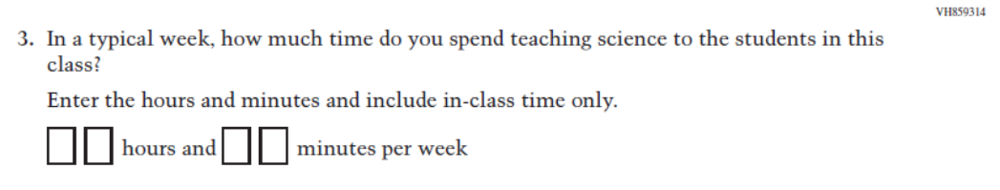 VH859314
3. In a typical week, how much time do you spend teaching science to the students in this
class?
Enter the hours and minutes and include in-class time only.
hours and minutes per week